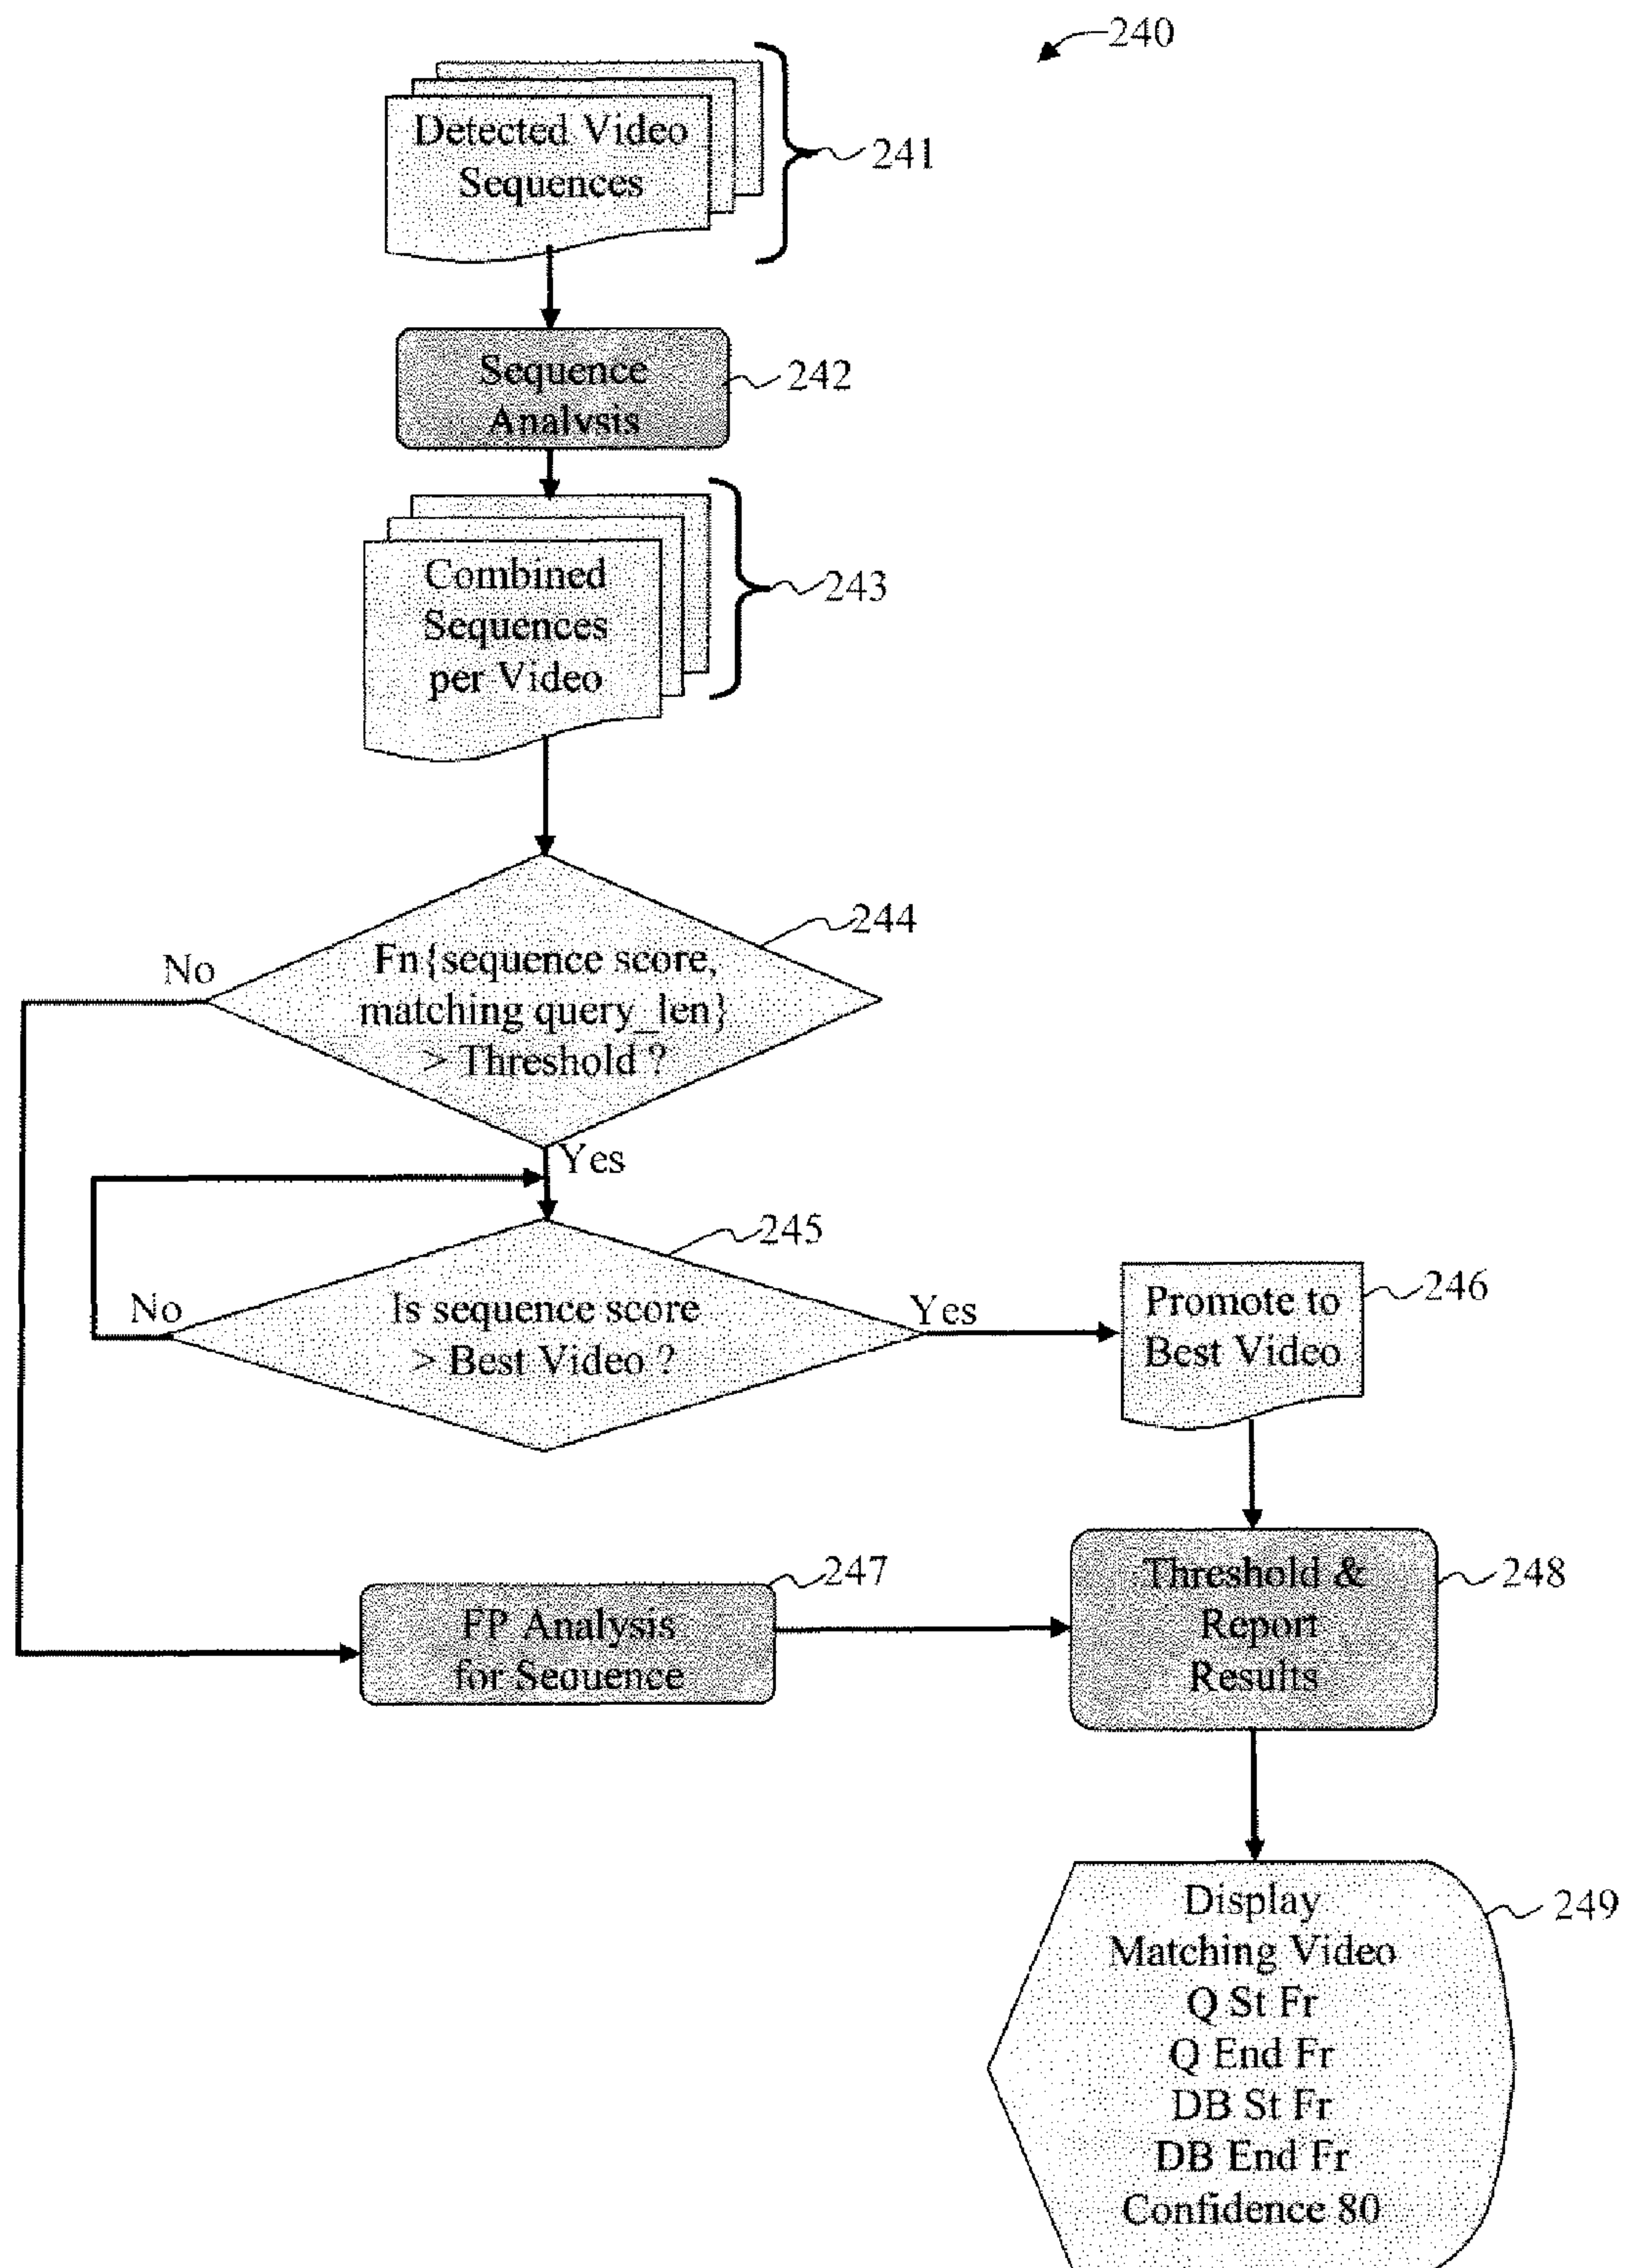 240
Detected Video
Sequences
241
Sequence
Analysis
242
Combined
Sequences
per Video
243
244
No
Fn{sequence score,
matching query_len}
> Threshold ?
Yes
245
No
Is sequence score
> Best Video ?
Yes
Promote to
Best Video
246
247
FP Analysis
for Sequence
Threshold &
Report
Results
248
Display
Matching Video
Q St Fr
Q End Fr
DB St Fr
DB End Fr
Confidence 80
249